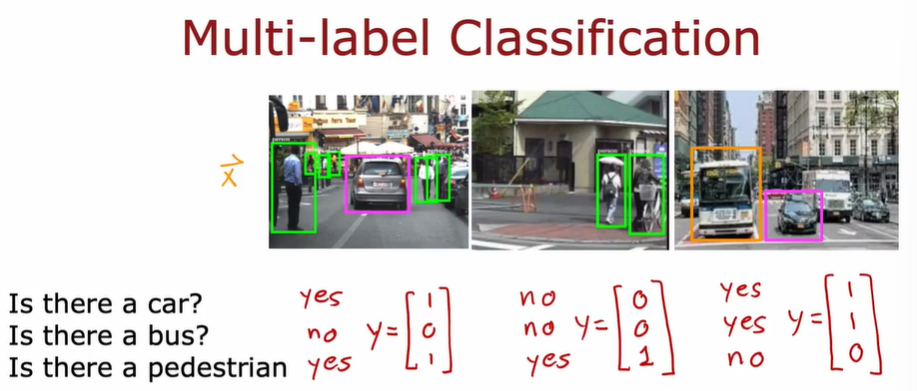 Multi-label Classification
x
Is there a car? yes no yes
Is there a bus? no y= no y= yes y=
Is there a pedestrian yes yes no
[1 0 1] [0 0 1] [1 1 0]